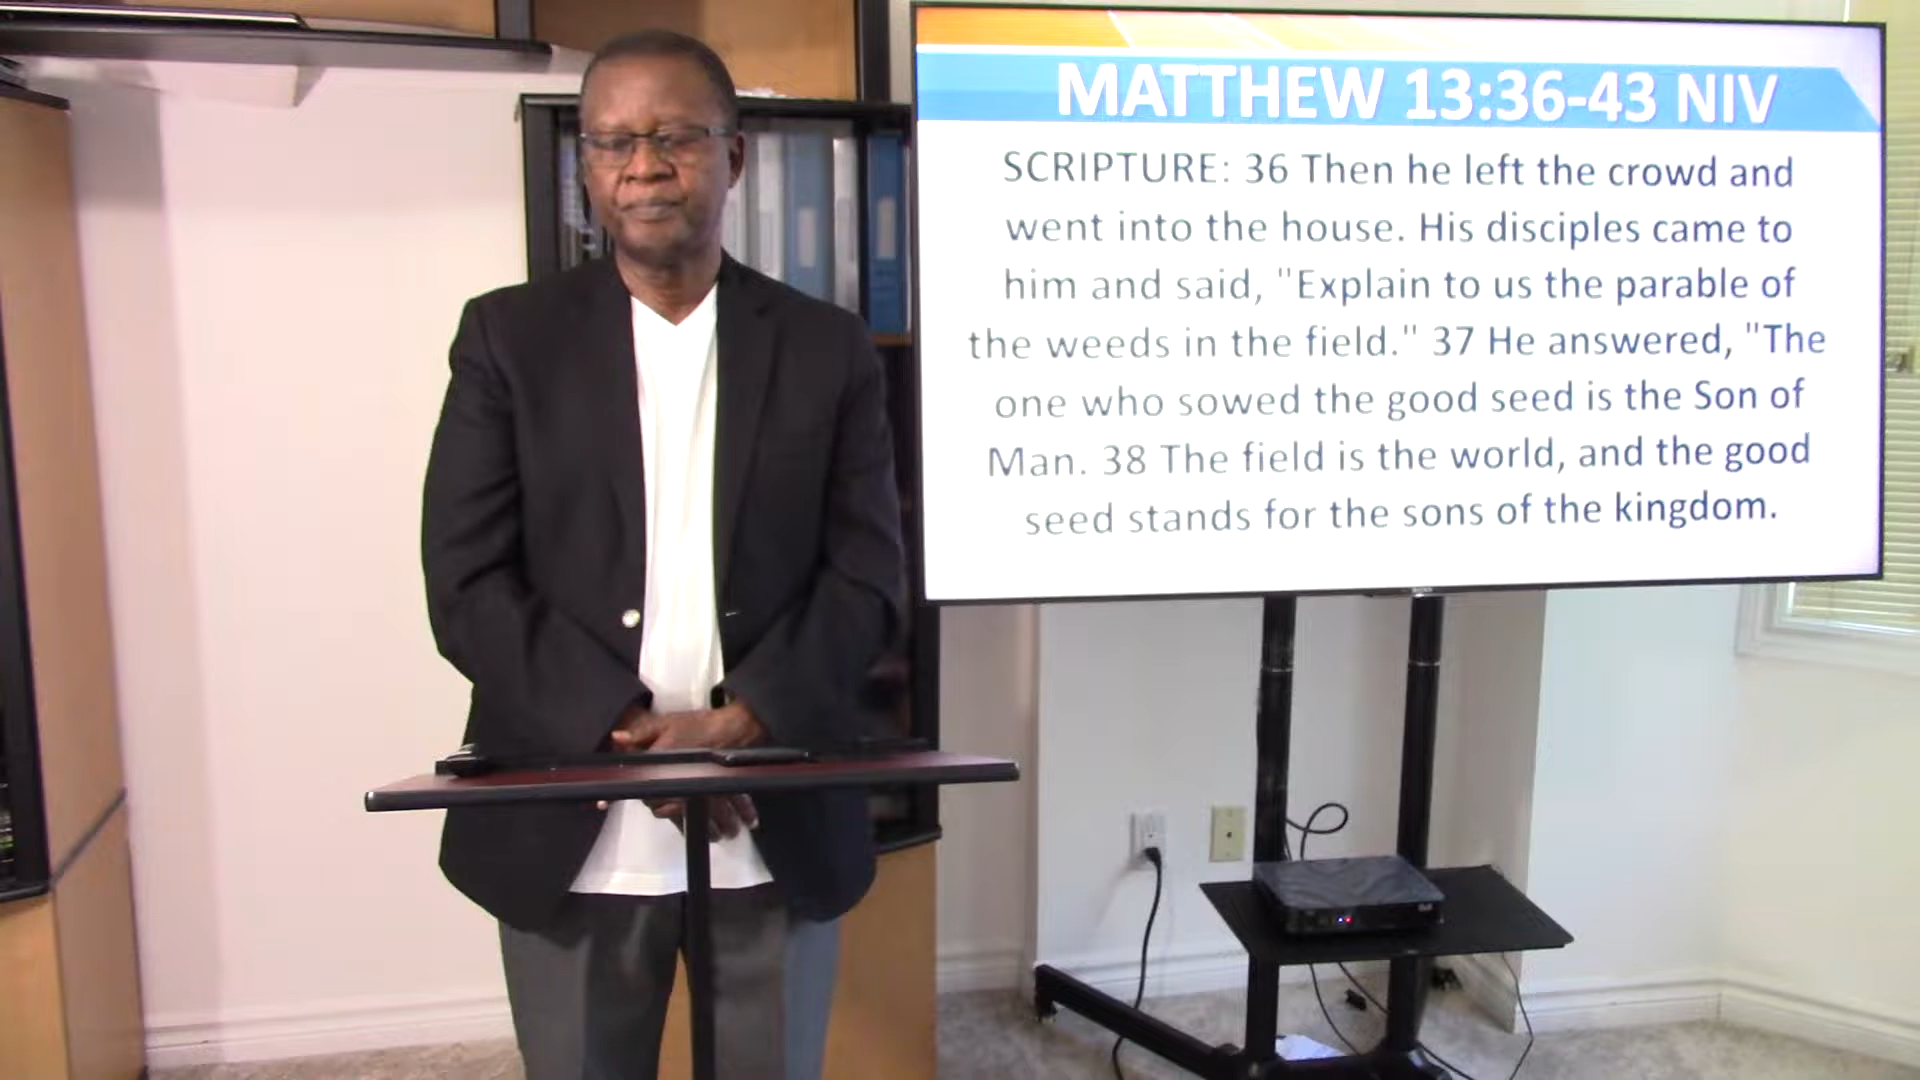 MATTHEW 13:36-43 NIV
SCRIPTURE: 36 Then he left the crowd and
went into the house. His disciples came to
him and said, "Explain to us the parable of
the weeds in the field." 37 He answered, "The
one who sowed the good seed is the Son of
Man. 38 The field is the world, and the good
seed stands for the sons of the kingdom.